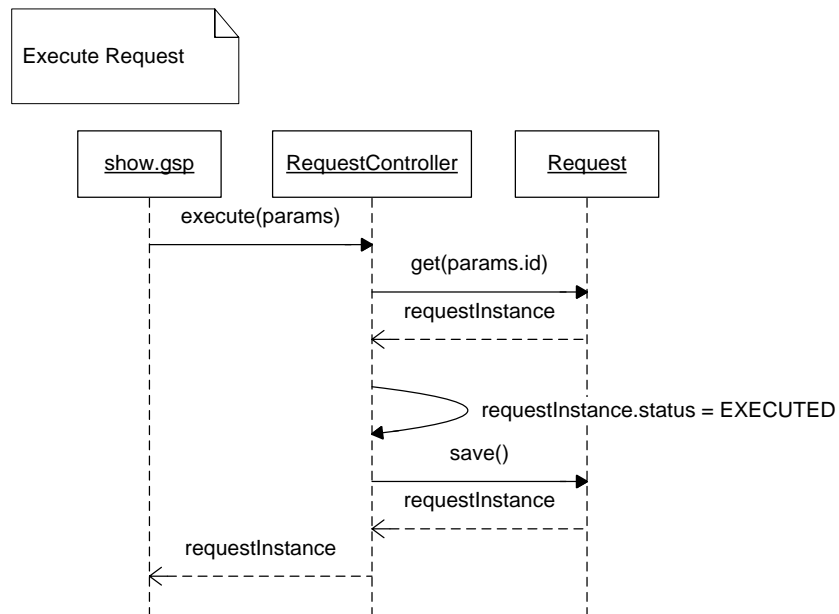 Execute Request
show.gsp
RequestController
Request
execute(params)
get(params.id)
requestInstance
requestInstance.status = EXECUTED
save()
requestInstance
requestInstance